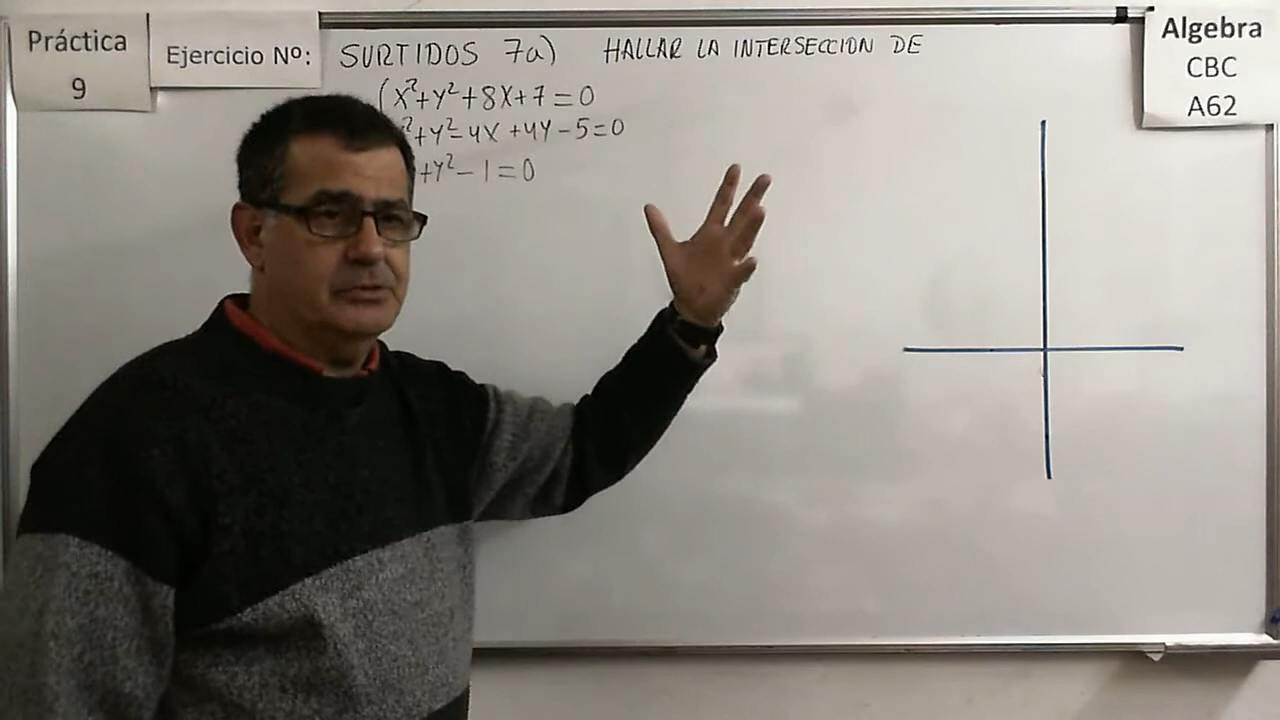 Práctica
9
Ejercicio Nº:
SURTIDOS 7a) HALLAR LA INTERSECCION DE
Algebra
CBC
A62
(x²+y²+8x+7=0
²+y²-4x+4y-5=0
+y²-1=0